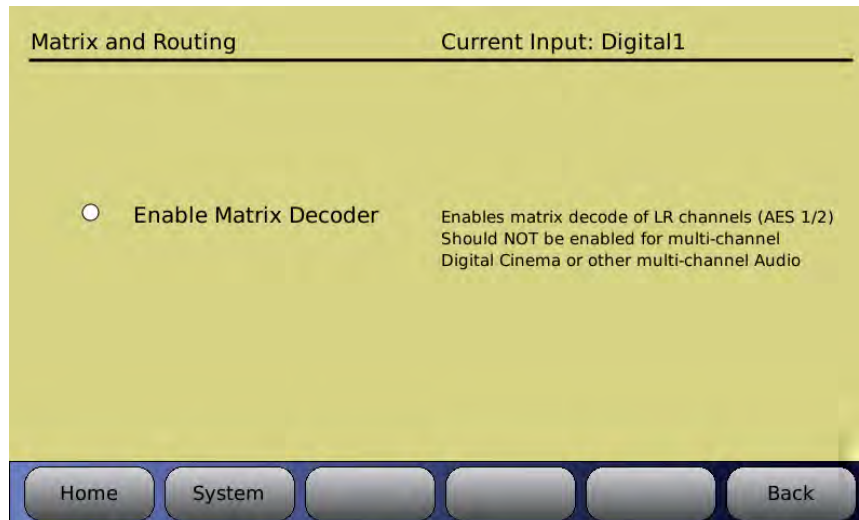 Matrix and Routing
Current Input: Digital1
Enable Matrix Decoder
Enables matrix decode of LR channels (AES 1/2)
Should NOT be enabled for multi-channel
Digital Cinema or other multi-channel Audio
Home
System
Back